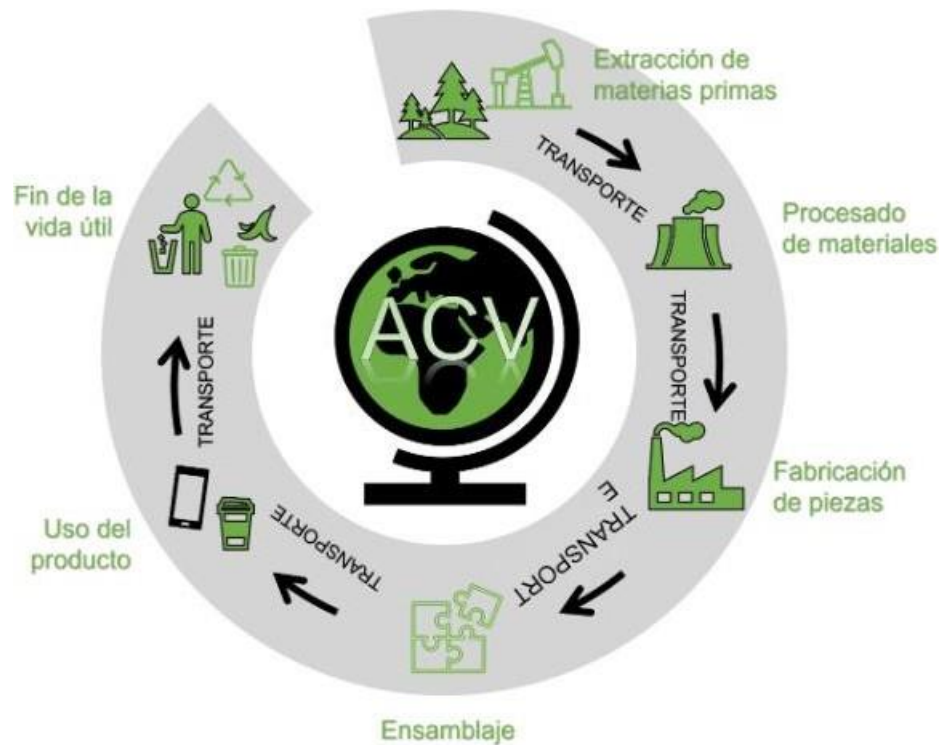 Extracción de
materias primas
TRANSPORTE
Procesado
de materiales
TRANSPORTE
Fabricación
de piezas
TRANSPORT
E
Ensamblaje
TRANSPORTE
Uso del
producto
TRANSPORTE
Fin de la
vida útil
ACV